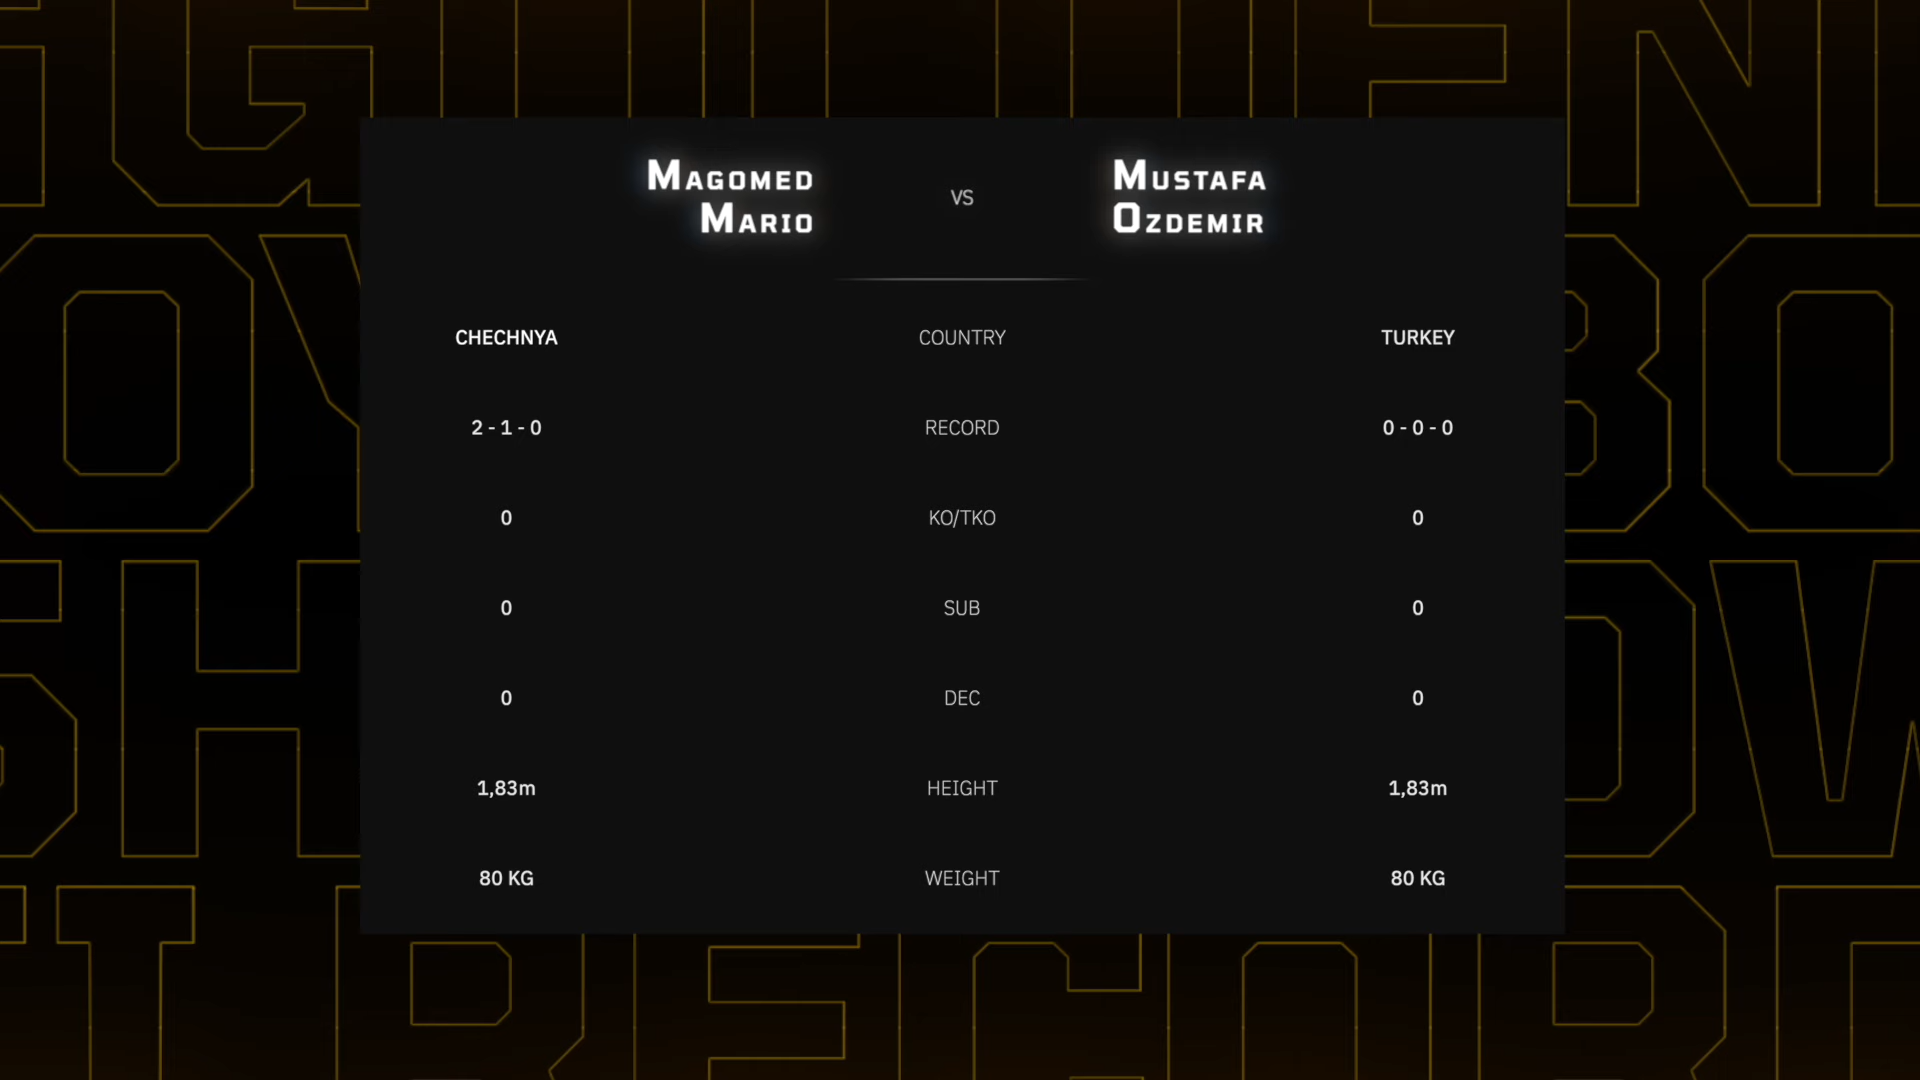 Magomed
Mario
VS
Mustafa
Ozdemir
CHECHNYA COUNTRY TURKEY
2 - 1 - 0 RECORD 0 - 0 - 0
0 KO/TKO 0
0 SUB 0
0 DEC 0
1,83m HEIGHT 1,83m
80 KG WEIGHT 80 KG